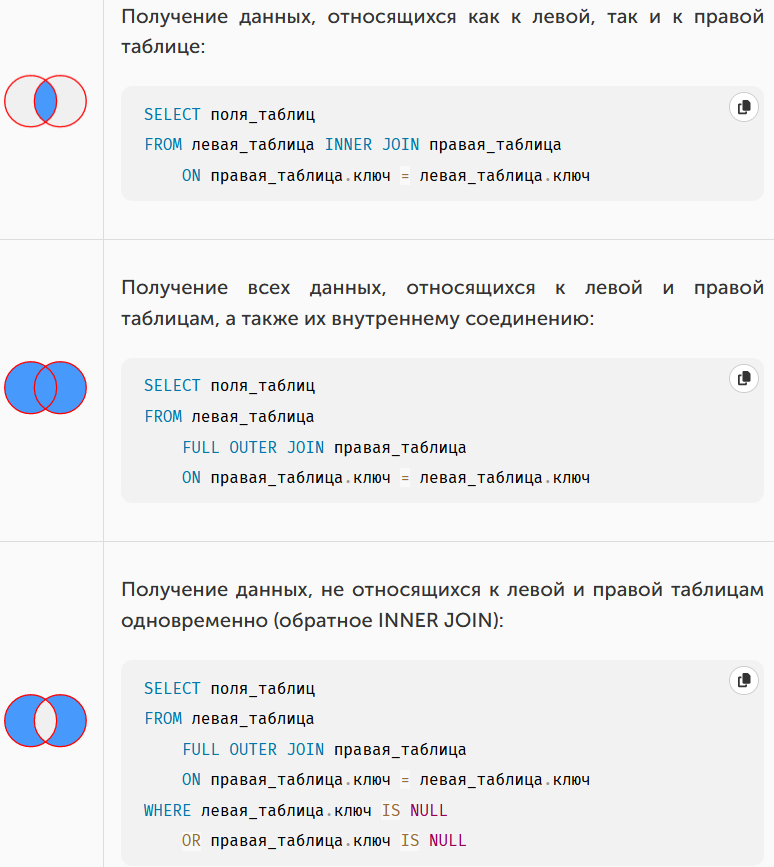 Получение данных, относящихся как к левой, так и к правой
таблице:
SELECT поля_таблиц
FROM левая_таблица INNER JOIN правая_таблица
ON правая_таблица.ключ = левая_таблица.ключ
Получение всех данных, относящихся к левой и правой
таблицам, а также их внутреннему соединению:
SELECT поля_таблиц
FROM левая_таблица
FULL OUTER JOIN правая_таблица
ON правая_таблица.ключ = левая_таблица.ключ
Получение данных, не относящихся к левой и правой таблицам
одновременно (обратное INNER JOIN):
SELECT поля_таблиц
FROM левая_таблица
FULL OUTER JOIN правая_таблица
ON правая_таблица.ключ = левая_таблица.ключ
WHERE левая_таблица.ключ IS NULL
OR правая_таблица.ключ IS NULL